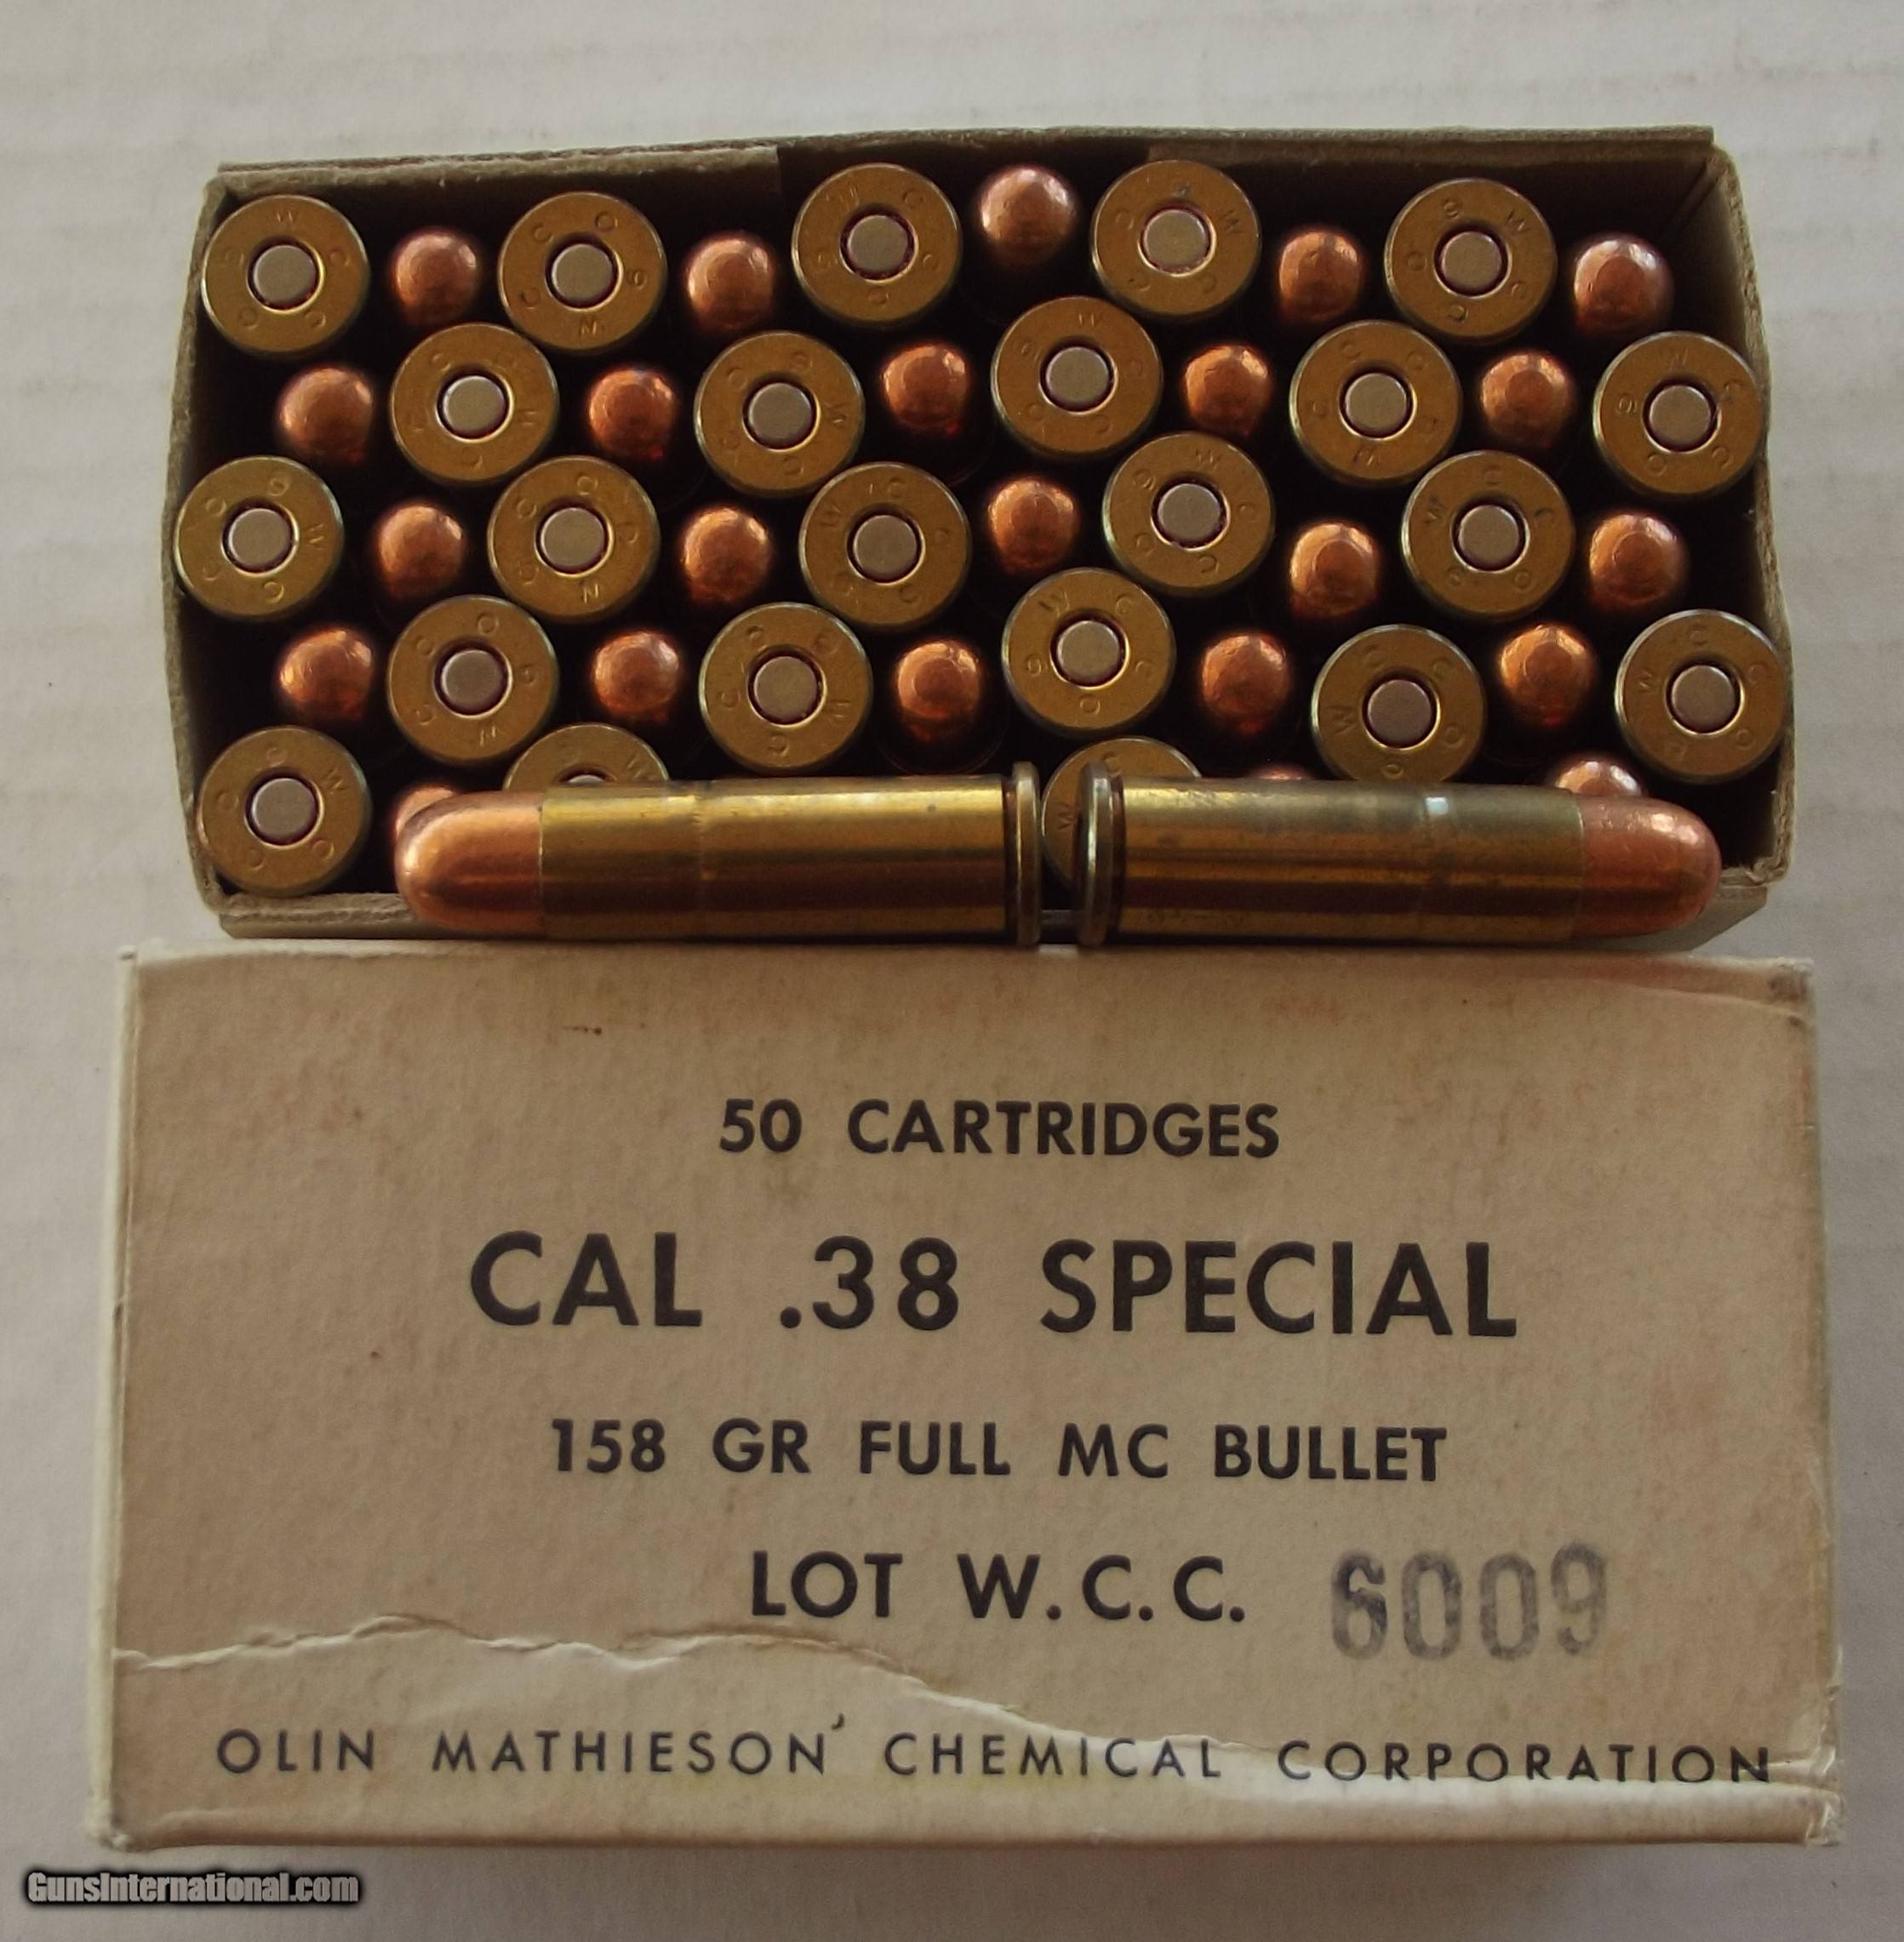 50 CARTRIDGES
CAL .38 SPECIAL
158 GR FULL MC BULLET
LOT W.C.C. 6009
OLIN MATHIESON CHEMICAL CORPORATION
GunsInternational.com